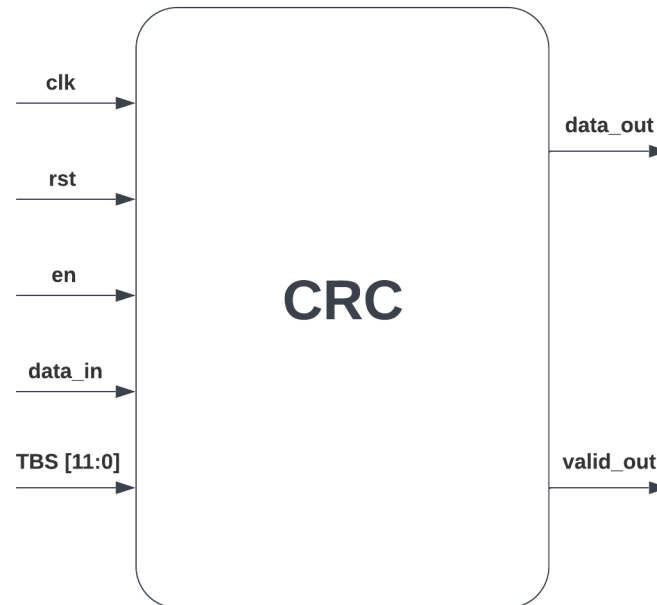 clk
rst
en
data_in
TBS [11:0]
CRC
data_out
valid_out